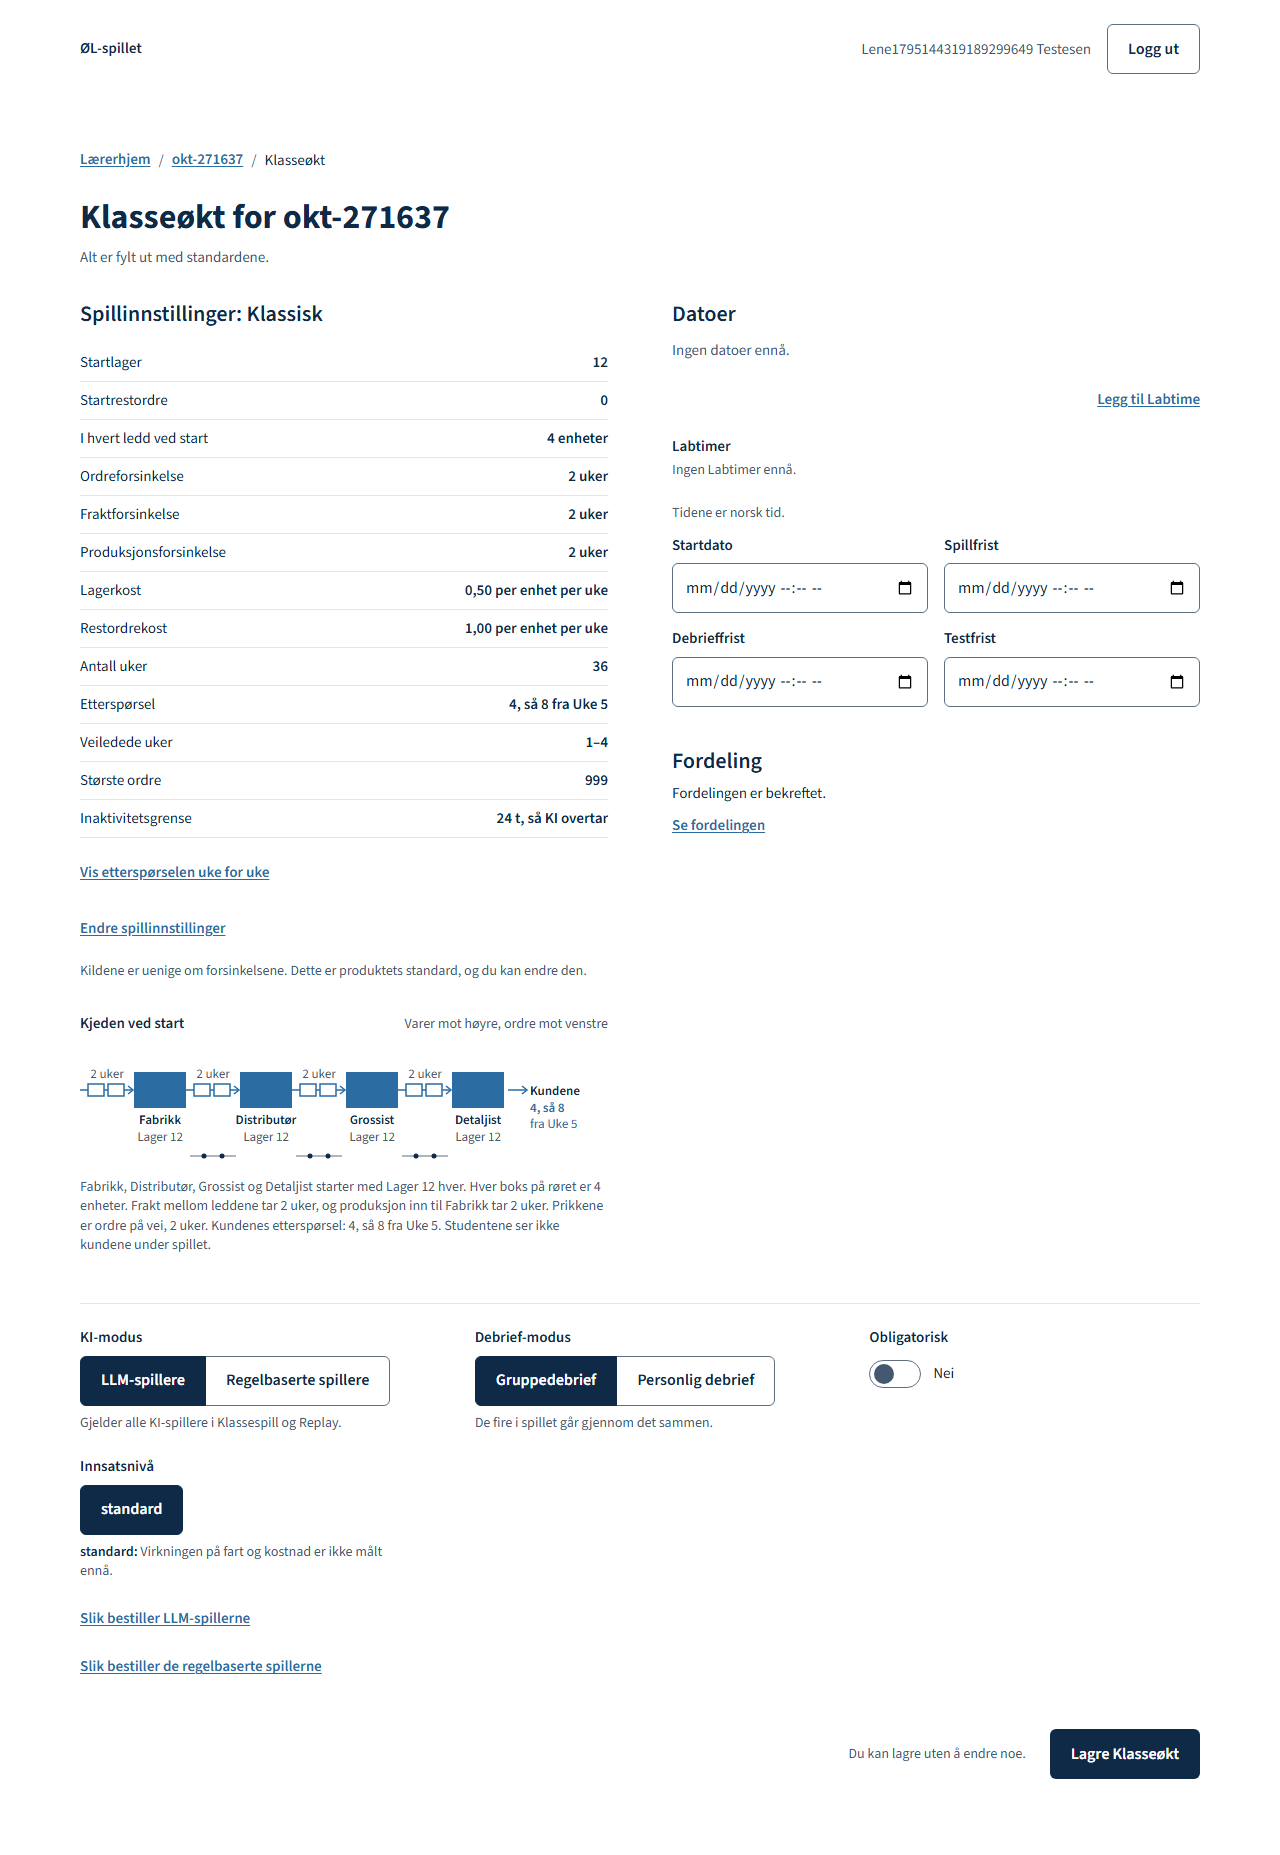 ØL-spillet
Lene1795144319189299649 Testesen
Logg ut
Lærerhjem / okt-271637 / Klasseøkt
Klasseøkt for okt-271637
Alt er fylt ut med standardene.
Spillinnstillinger: Klassisk
Startlager 12
Startrestordre 0
I hvert ledd ved start 4 enheter
Ordreforsinkelse 2 uker
Fraktforsinkelse 2 uker
Produksjonsforsinkelse 2 uker
Lagerkost 0,50 per enhet per uke
Restordrekost 1,00 per enhet per uke
Antall uker 36
Etterspørsel 4, så 8 fra Uke 5
Veiledede uker 1–4
Største ordre 999
Inaktivitetsgrense 24 t, så KI overtar
Vis etterspørselen uke for uke
Endre spillinnstillinger
Kildene er uenige om forsinkelsene. Dette er produktets standard, og du kan endre den.
Kjeden ved start Varer mot høyre, ordre mot venstre
2 uker 2 uker 2 uker 2 uker
Kundene
4, så 8
fra Uke 5
Fabrikk Distributør Grossist Detaljist
Lager 12 Lager 12 Lager 12 Lager 12
Fabrikk, Distributør, Grossist og Detaljist starter med Lager 12 hver. Hver boks på røret er 4
enheter. Frakt mellom leddene tar 2 uker, og produksjon inn til Fabrikk tar 2 uker. Prikkene
er ordre på vei, 2 uker. Kundenes etterspørsel: 4, så 8 fra Uke 5. Studentene ser ikke
kundene under spillet.
Datoer
Ingen datoer ennå.
Legg til Labtime
Labtimer
Ingen Labtimer ennå.
Tidene er norsk tid.
Startdato Spillfrist
mm/dd/yyyy --:-- -- mm/dd/yyyy --:-- --
Debrieffrist Testfrist
mm/dd/yyyy --:-- -- mm/dd/yyyy --:-- --
Fordeling
Fordelingen er bekreftet.
Se fordelingen
KI-modus
LLM-spillere Regelbaserte spillere
Gjelder alle KI-spillere i Klassespill og Replay.
Innsatsnivå
standard
standard: Virkningen på fart og kostnad er ikke målt
ennå.
Slik bestiller LLM-spillerne
Slik bestiller de regelbaserte spillerne
Debrief-modus
Gruppedebrief Personlig debrief
De fire i spillet går gjennom det sammen.
Obligatorisk
Nei
Du kan lagre uten å endre noe.
Lagre Klasseøkt